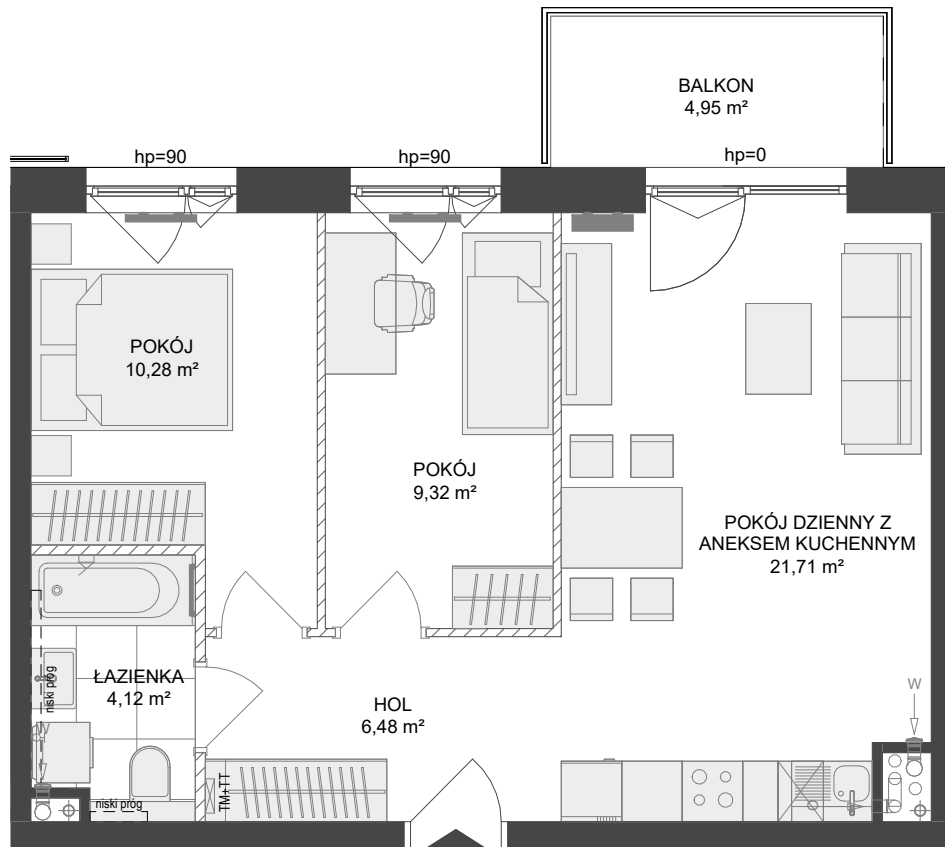 BALKON
4,95 m²
hp=90
hp=90
hp=0
POKÓJ
10,28 m²
POKÓJ
9,32 m²
POKÓJ DZIENNY Z
ANEKSEM KUCHENNYM
21,71 m²
ŁAZIENKA
4,12 m²
niski próg
W
HOL
6,48 m²
W
TM+TT
niski próg